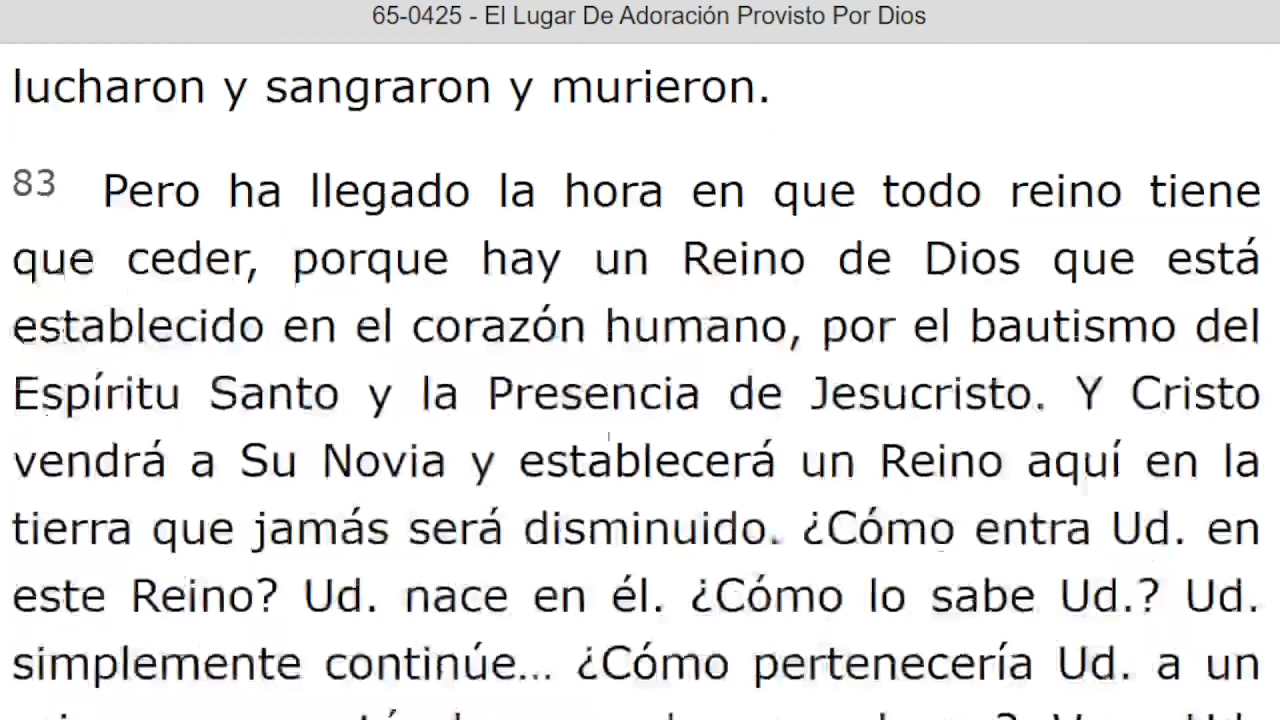 65-0425 - El Lugar De Adoración Provisto Por Dios
lucharon y sangraron y murieron.
83 Pero ha llegado la hora en que todo reino tiene
que ceder, porque hay un Reino de Dios que está
establecido en el corazón humano, por el bautismo del
Espíritu Santo y la Presencia de Jesucristo. Y Cristo
vendrá a Su Novia y establecerá un Reino aquí en la
tierra que jamás será disminuido. ¿Cómo entra Ud. en
este Reino? Ud. nace en él. ¿Cómo lo sabe Ud.? Ud.
simplemente continúe... ¿Cómo pertenecería Ud. a un